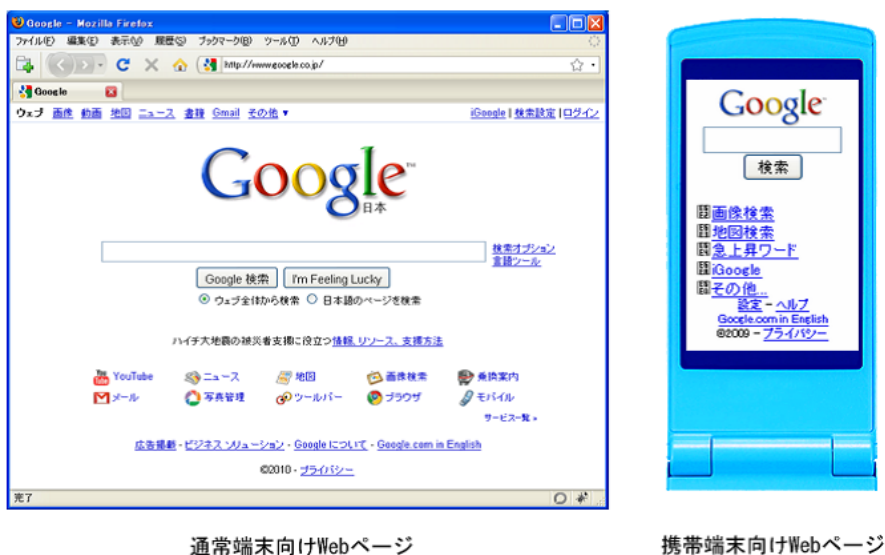 Google - Mozilla Firefox
ファイル(F) 編集(E) 表示(V) 履歴(S) ブックマーク(B) ツール(T) ヘルプ(H)
http://www.google.co.jp/
Google
ウェブ 画像 動画 地図 ニュース 書籍 Gmail その他 ▼ iGoogle | 検索設定 | ログイン
Google™
日本
検索オプション
言語ツール
Google 検索 I'm Feeling Lucky
ウェブ全体から検索 日本語のページを検索
ハイチ大地震の被災者支援に役立つ情報、リソース、支援方法
YouTube ニュース 地図 画像検索 乗換案内
メール 写真管理 ツールバー ブラウザ モバイル
サービス一覧 »
広告掲載 - ビジネス ソリューション - Google について - Google.com in English
©2010 - プライバシー
完了
通常端末向けWebページ
Google
検索
画像検索
地図検索
急上昇ワード
iGoogle
その他...
設定 - ヘルプ
Google.com in English
©2009 - プライバシー
携帯端末向けWebページ